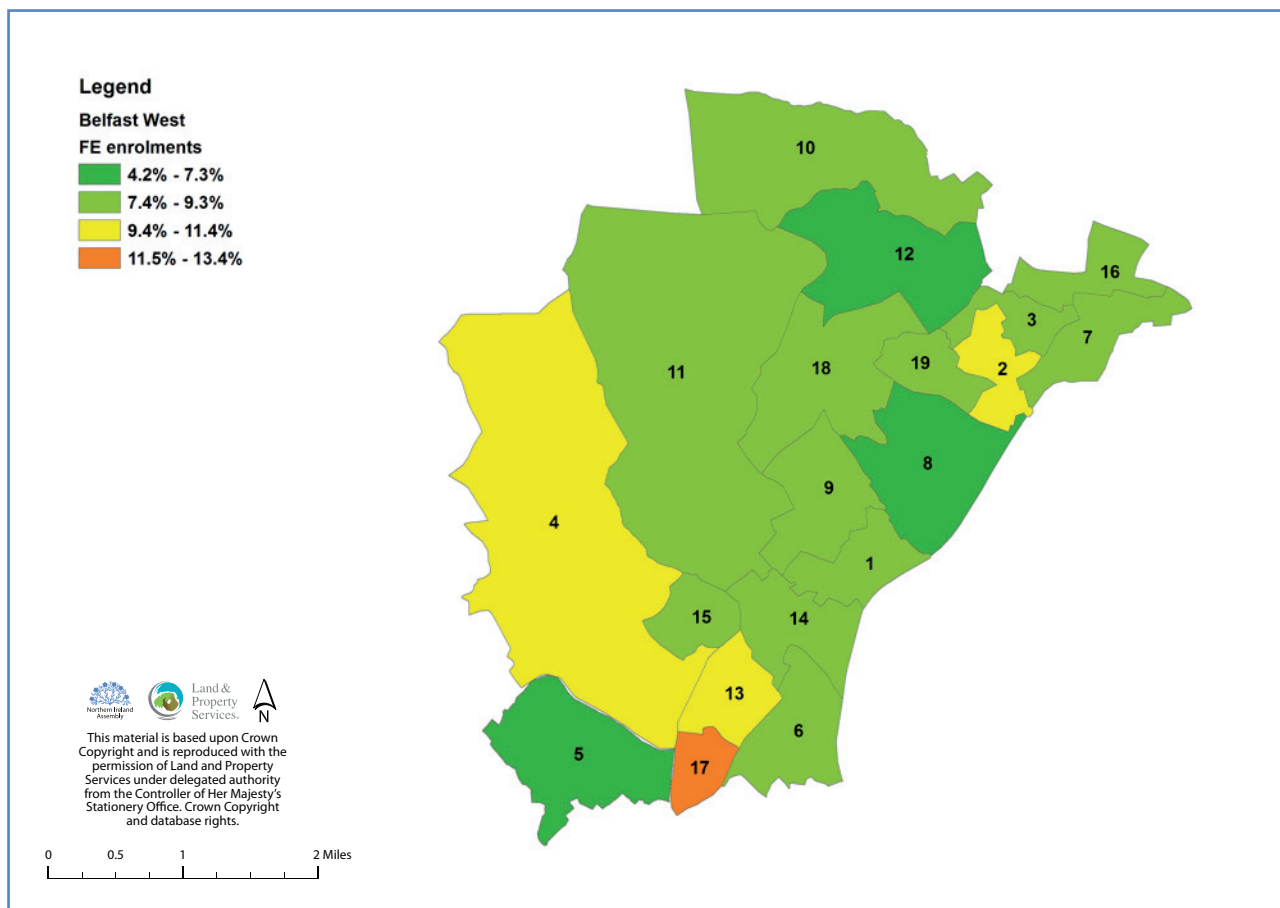 Legend
Belfast West
FE enrolments
4.2% - 7.3%
7.4% - 9.3%
9.4% - 11.4%
11.5% - 13.4%
10
12
16
3
7
2
19
18
11
8
9
4
1
15
14
13
6
5
17
Northern Ireland
Assembly
Land &
Property
Services.
N
This material is based upon Crown
Copyright and is reproduced with the
permission of Land and Property
Services under delegated authority
from the Controller of Her Majesty's
Stationery Office. Crown Copyright
and database rights.
0 0.5 1 2 Miles